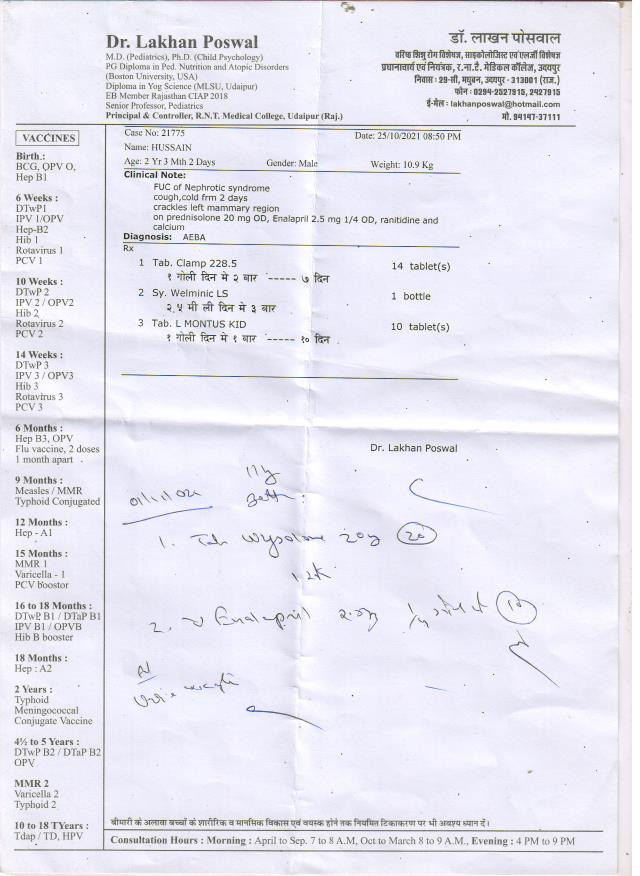 Dr. Lakhan Poswal
M.D. (Pediatrics), Ph.D. (Child Psychology)
PG Diploma in Ped. Nutrition and Atopic Disorders
(Boston University, USA)
Diploma in Yog Science (MLSU, Udaipur)
EB Member Rajasthan CIAP 2018
Senior Professor, Pediatrics
Principal & Controller, R.N.T. Medical College, Udaipur (Raj.)
डॉ. लाखन पोसवाल
वरिष्ठ शिशु रोग विशेषज्ञ, साइकोलोजिस्ट एवं एलर्जी विशेषज्ञ
प्रधानाचार्य एवं नियंत्रक, र.ना.टै. मेडिकल कॉलेज, उदयपुर
निवास : 29-सी, मधुबन, उदयपुर - 313001 (राज.)
फोन : 0294-2527915, 2427915
ई-मैल : lakhanposwal@hotmail.com
मो. 94147-37111
VACCINES
Birth :
BCG, OPV O,
Hep B1
6 Weeks :
DTwP1
IPV 1/OPV
Hep-B2
Hib 1
Rotavirus 1
PCV 1
10 Weeks :
DTwP 2
IPV 2 / OPV2
Hib 2
Rotavirus 2
PCV 2
14 Weeks :
DTwP 3
IPV 3 / OPV3
Hib 3
Rotavirus 3
PCV 3
6 Months :
Hep B3, OPV
Flu vaccine, 2 doses
1 month apart
9 Months :
Measles / MMR
Typhoid Conjugated
12 Months :
Hep - A1
15 Months :
MMR 1
Varicella - 1
PCV boostor
16 to 18 Months :
DTwP B1 / DTaP B1
IPV B1 / OPVB
Hib B booster
18 Months :
Hep : A2
2 Years :
Typhoid
Meningococcal
Conjugate Vaccine
4½ to 5 Years :
DTwP B2 / DTaP B2
OPV
MMR 2
Varicella 2
Typhoid 2
10 to 18 TYears :
Tdap / TD, HPV
Case No: 21775 Date: 25/10/2021 08:50 PM
Name: HUSSAIN
Age: 2 Yr 3 Mth 2 Days Gender: Male Weight: 10.9 Kg
Clinical Note:
FUC of Nephrotic syndrome
cough,cold frm 2 days
crackles left mammary region
on prednisolone 20 mg OD, Enalapril 2.5 mg 1/4 OD, ranitidine and
calcium
Diagnosis: AEBA
Rx
1 Tab. Clamp 228.5 14 tablet(s)
१ गोली दिन मे २ बार ----- ७ दिन
2 Sy. Welminic LS 1 bottle
२.५ मी ली दिन मे ३ बार
3 Tab. L MONTUS KID 10 tablet(s)
१ गोली दिन मे १ बार ----- १० दिन
Dr. Lakhan Poswal
1. Tab Wysolone 20mg 20
2. Enalapril 1/4
बीमारी के अलावा बच्चों के शारीरिक व मानसिक विकास एवं वयस्क होने तक नियमित टिकाकरण पर भी अवश्य ध्यान दें।
Consultation Hours : Morning : April to Sep. 7 to 8 A.M, Oct to March 8 to 9 A.M., Evening : 4 PM to 9 PM